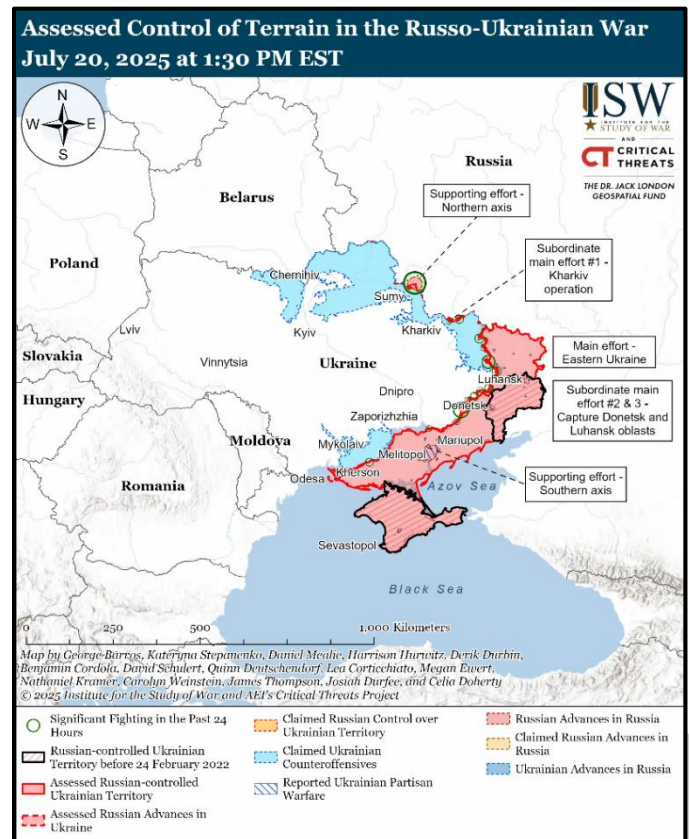 Assessed Control of Terrain in the Russo-Ukrainian War
July 20, 2025 at 1:30 PM EST
N
W
E
S
ISW
INSTITUTE FOR THE
STUDY OF WAR
AND
CT CRITICAL
THREATS
THE DR. JACK LONDON
GEOSPATIAL FUND
Russia
Belarus
Supporting effort -
Northern axis
Subordinate
main effort #1 -
Kharkiv
operation
Poland
Chernihiv
Sumy
Kyiv
Kharkiv
Lviv
Main effort -
Eastern Ukraine
Slovakia
Vinnytsia
Ukraine
Luhansk
Hungary
Dnipro
Donetsk
Subordinate main
effort #2 & 3 -
Capture Donetsk and
Luhansk oblasts
Zaporizhzhia
Moldova
Mykolaiv
Mariupol
Melitopol
Romania
Odesa
Kherson
Azov Sea
Supporting effort -
Southern axis
Sevastopol
Black Sea
0
250
500
1,000 Kilometers
Map by George Barros, Kateryna Stepanenko, Daniel Mealie, Harrison Hurwitz, Derik Durbin,
Benjamin Cordola, David Schulert, Quinn Deutschendorf, Lea Corticchiato, Megan Ewert,
Nathaniel Kramer, Carolyn Weinstein, James Thompson, Josiah Durfee, and Celia Doherty
© 2025 Institute for the Study of War and AEI's Critical Threats Project
Significant Fighting in the Past 24
Hours
Russian-controlled Ukrainian
Territory before 24 February 2022
Assessed Russian-controlled
Ukrainian Territory
Assessed Russian Advances in
Ukraine
Claimed Russian Control over
Ukrainian Territory
Claimed Ukrainian
Counteroffensives
Reported Ukrainian Partisan
Warfare
Russian Advances in Russia
Claimed Russian Advances in
Russia
Ukrainian Advances in Russia